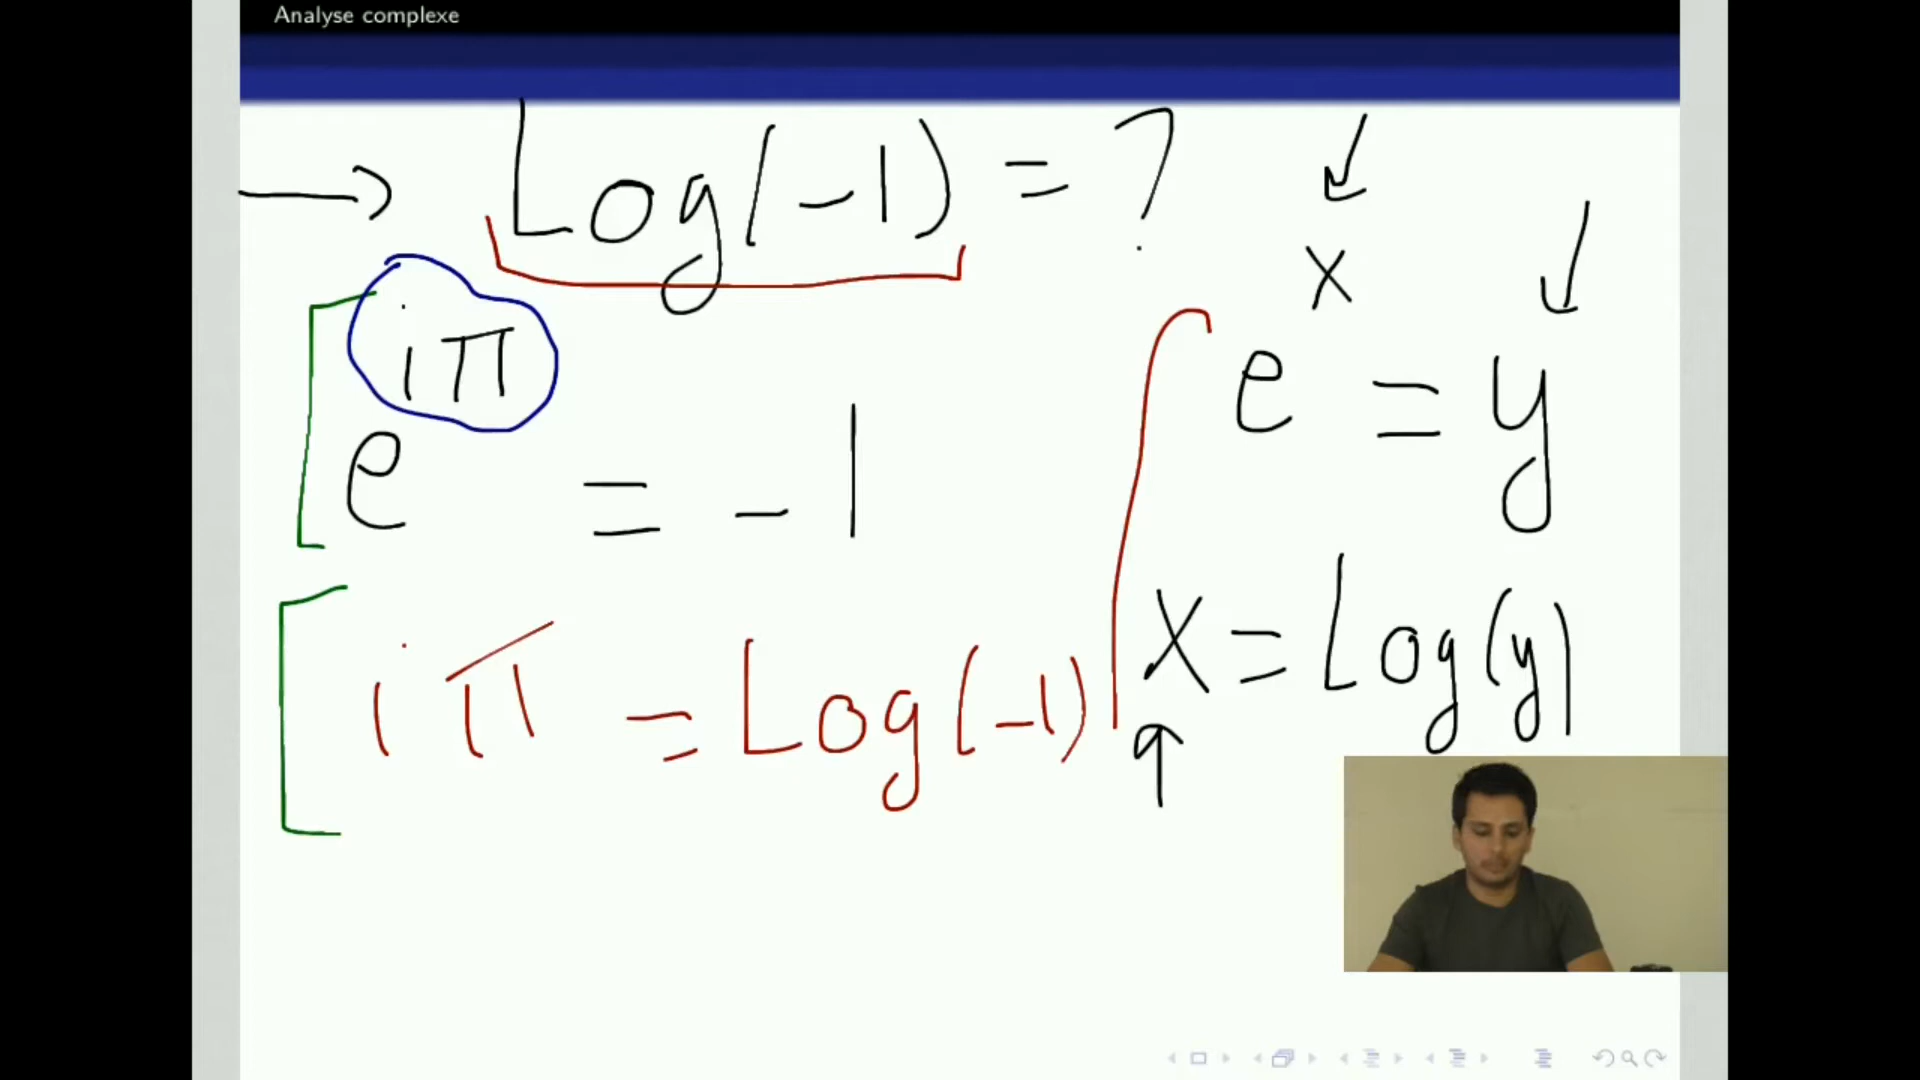 Analyse complexe
→ Log(-1) = ?
e^{iπ} = -1
iπ = Log(-1)
e^x = y
x = Log(y)